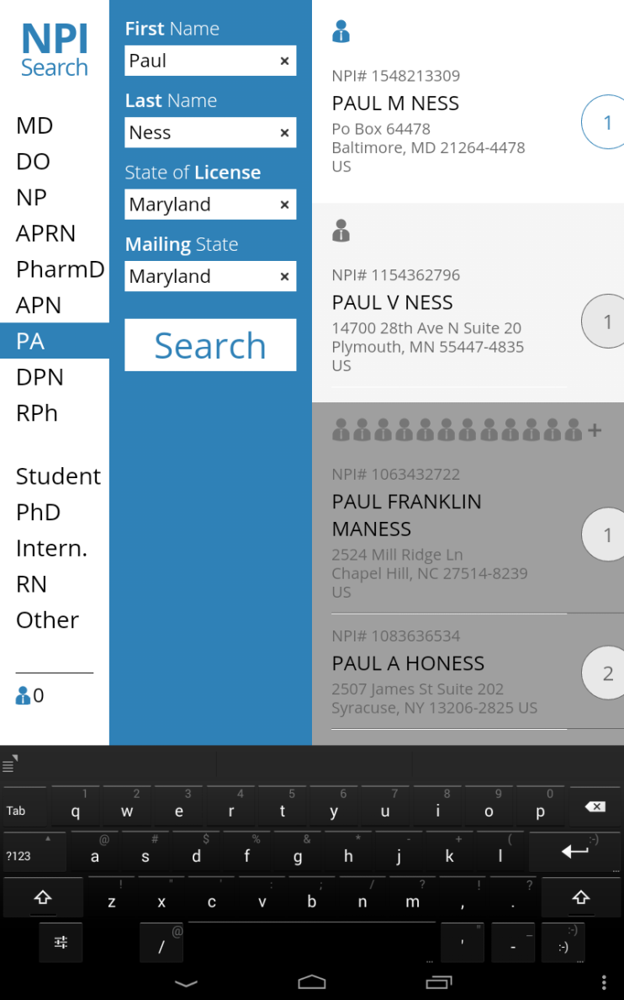 NPI
Search
MD
DO
NP
APRN
PharmD
APN
PA
DPN
RPh
Student
PhD
Intern.
RN
Other
0
First Name
Paul ×
Last Name
Ness ×
State of License
Maryland ×
Mailing State
Maryland ×
Search
NPI# 1548213309
PAUL M NESS
Po Box 64478
Baltimore, MD 21264-4478
US
1
NPI# 1154362796
PAUL V NESS
14700 28th Ave N Suite 20
Plymouth, MN 55447-4835
US
1
+
NPI# 1063432722
PAUL FRANKLIN
MANESS
2524 Mill Ridge Ln
Chapel Hill, NC 27514-8239
US
1
NPI# 1083636534
PAUL A HONESS
2507 James St Suite 202
Syracuse, NY 13206-2825 US
2
1 2 3 4 5 6 7 8 9 0
Tab q w e r t y u i o p
@ # $ % & * - + ( :-)
?123 a s d f g h j k l ...
! " ' : ; / ? ! ?
z x c v b n m , .
@ " _ :-)
/ ... ' - :-) ...